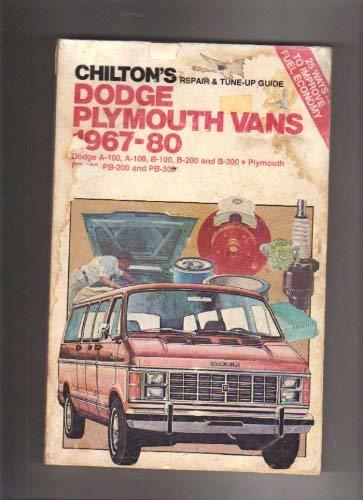 CHILTON'S REPAIR & TUNE-UP GUIDE
DODGE
PLYMOUTH VANS
1967-80
Dodge A-100, A-108, B-100, B-200 and B-300 • Plymouth
PB-200 and PB-300
25 WAYS
TO IMPROVE
FUEL ECONOMY
DODGE